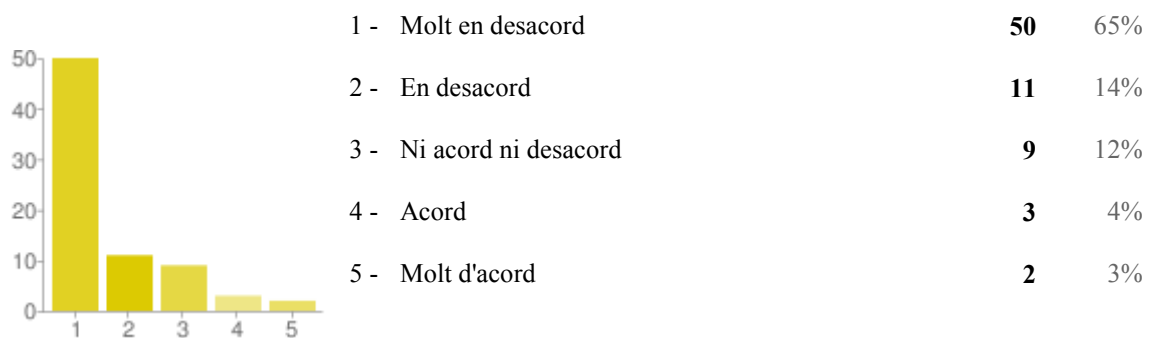 50
40
30
20
10
0
1 2 3 4 5
1 - Molt en desacord 50 65%
2 - En desacord 11 14%
3 - Ni acord ni desacord 9 12%
4 - Acord 3 4%
5 - Molt d'acord 2 3%